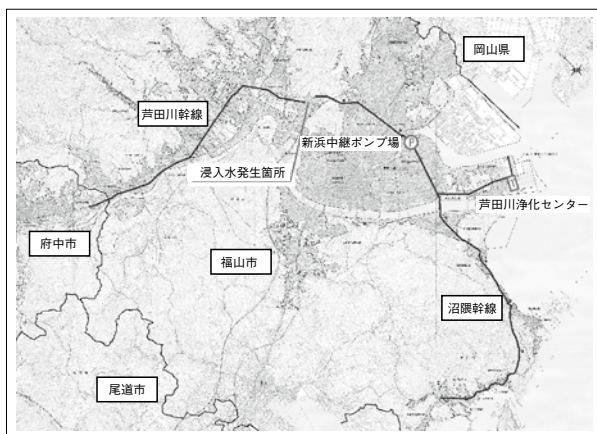 岡山県
芦田川幹線
新浜中継ポンプ場
P
浸入水発生箇所
芦田川浄化センター
府中市
福山市
沼隈幹線
尾道市